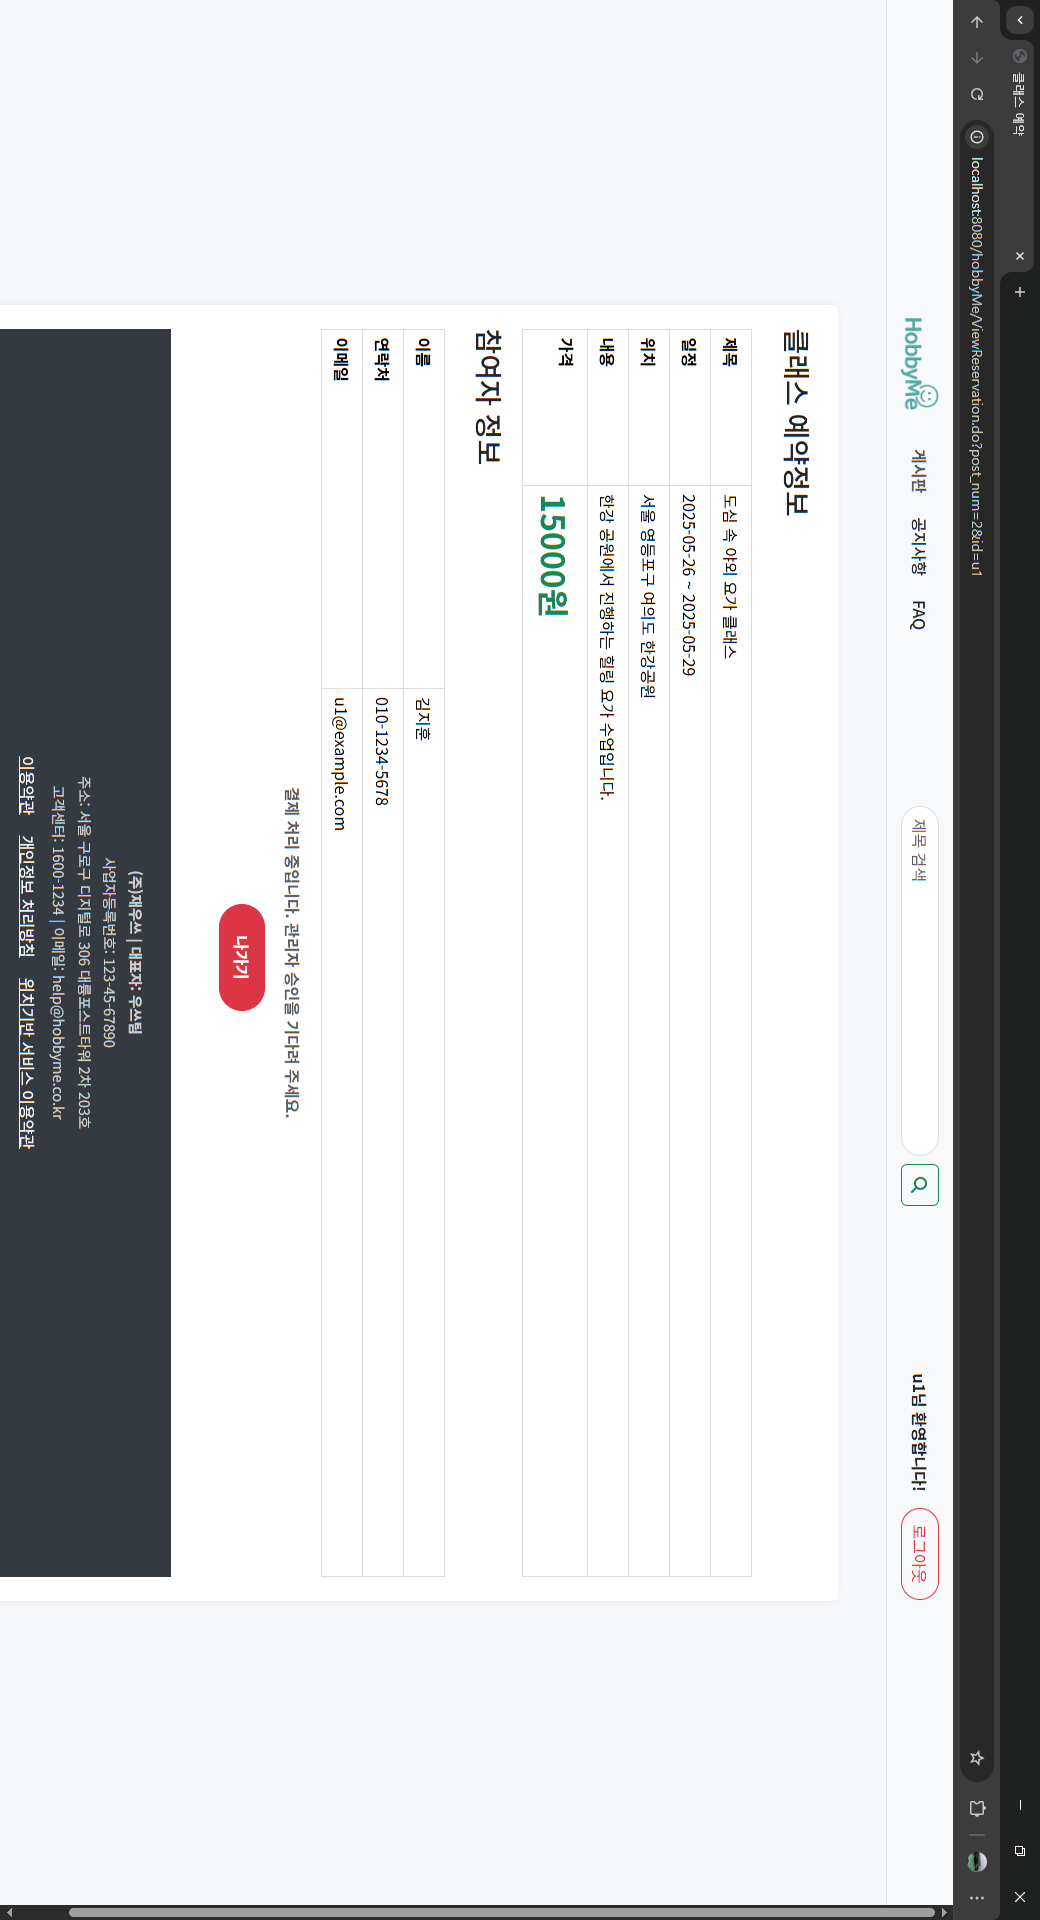 클래스 예약
localhost:8080/hobbyMe/ViewReservation.do?post_num=2&id=u1
HobbyMe 게시판 공지사항 FAQ 제목 검색 u1님 환영합니다! 로그아웃
클래스 예약정보
제목 도심 속 야외 요가 클래스
일정 2025-05-26 ~ 2025-05-29
위치 서울 영등포구 여의도 한강공원
내용 한강 공원에서 진행하는 힐링 요가 수업입니다.
가격 15000원
참여자 정보
이름 김지훈
연락처 010-1234-5678
이메일 u1@example.com
결제 처리 중입니다. 관리자 승인을 기다려 주세요.
나가기
(주)재우쓰 | 대표자: 우쓰팀
사업자등록번호: 123-45-67890
주소: 서울 구로구 디지털로 306 대륭포스트타워 2차 203호
고객센터: 1600-1234 | 이메일: help@hobbyme.co.kr
이용약관 개인정보 처리방침 위치기반 서비스 이용약관